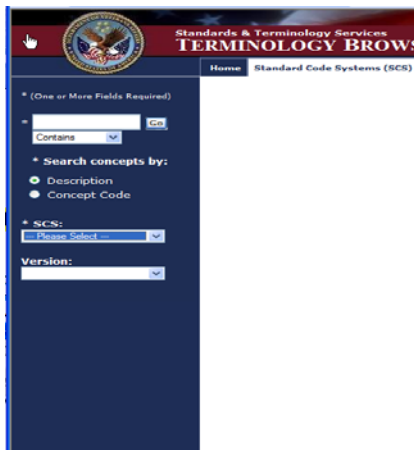 Standards & Terminology Services
TERMINOLOGY BROWS
Home Standard Code Systems (SCS)
* (One or More Fields Required)
* Go
Contains
* Search concepts by:
Description
Concept Code
* SCS:
-- Please Select --
Version: